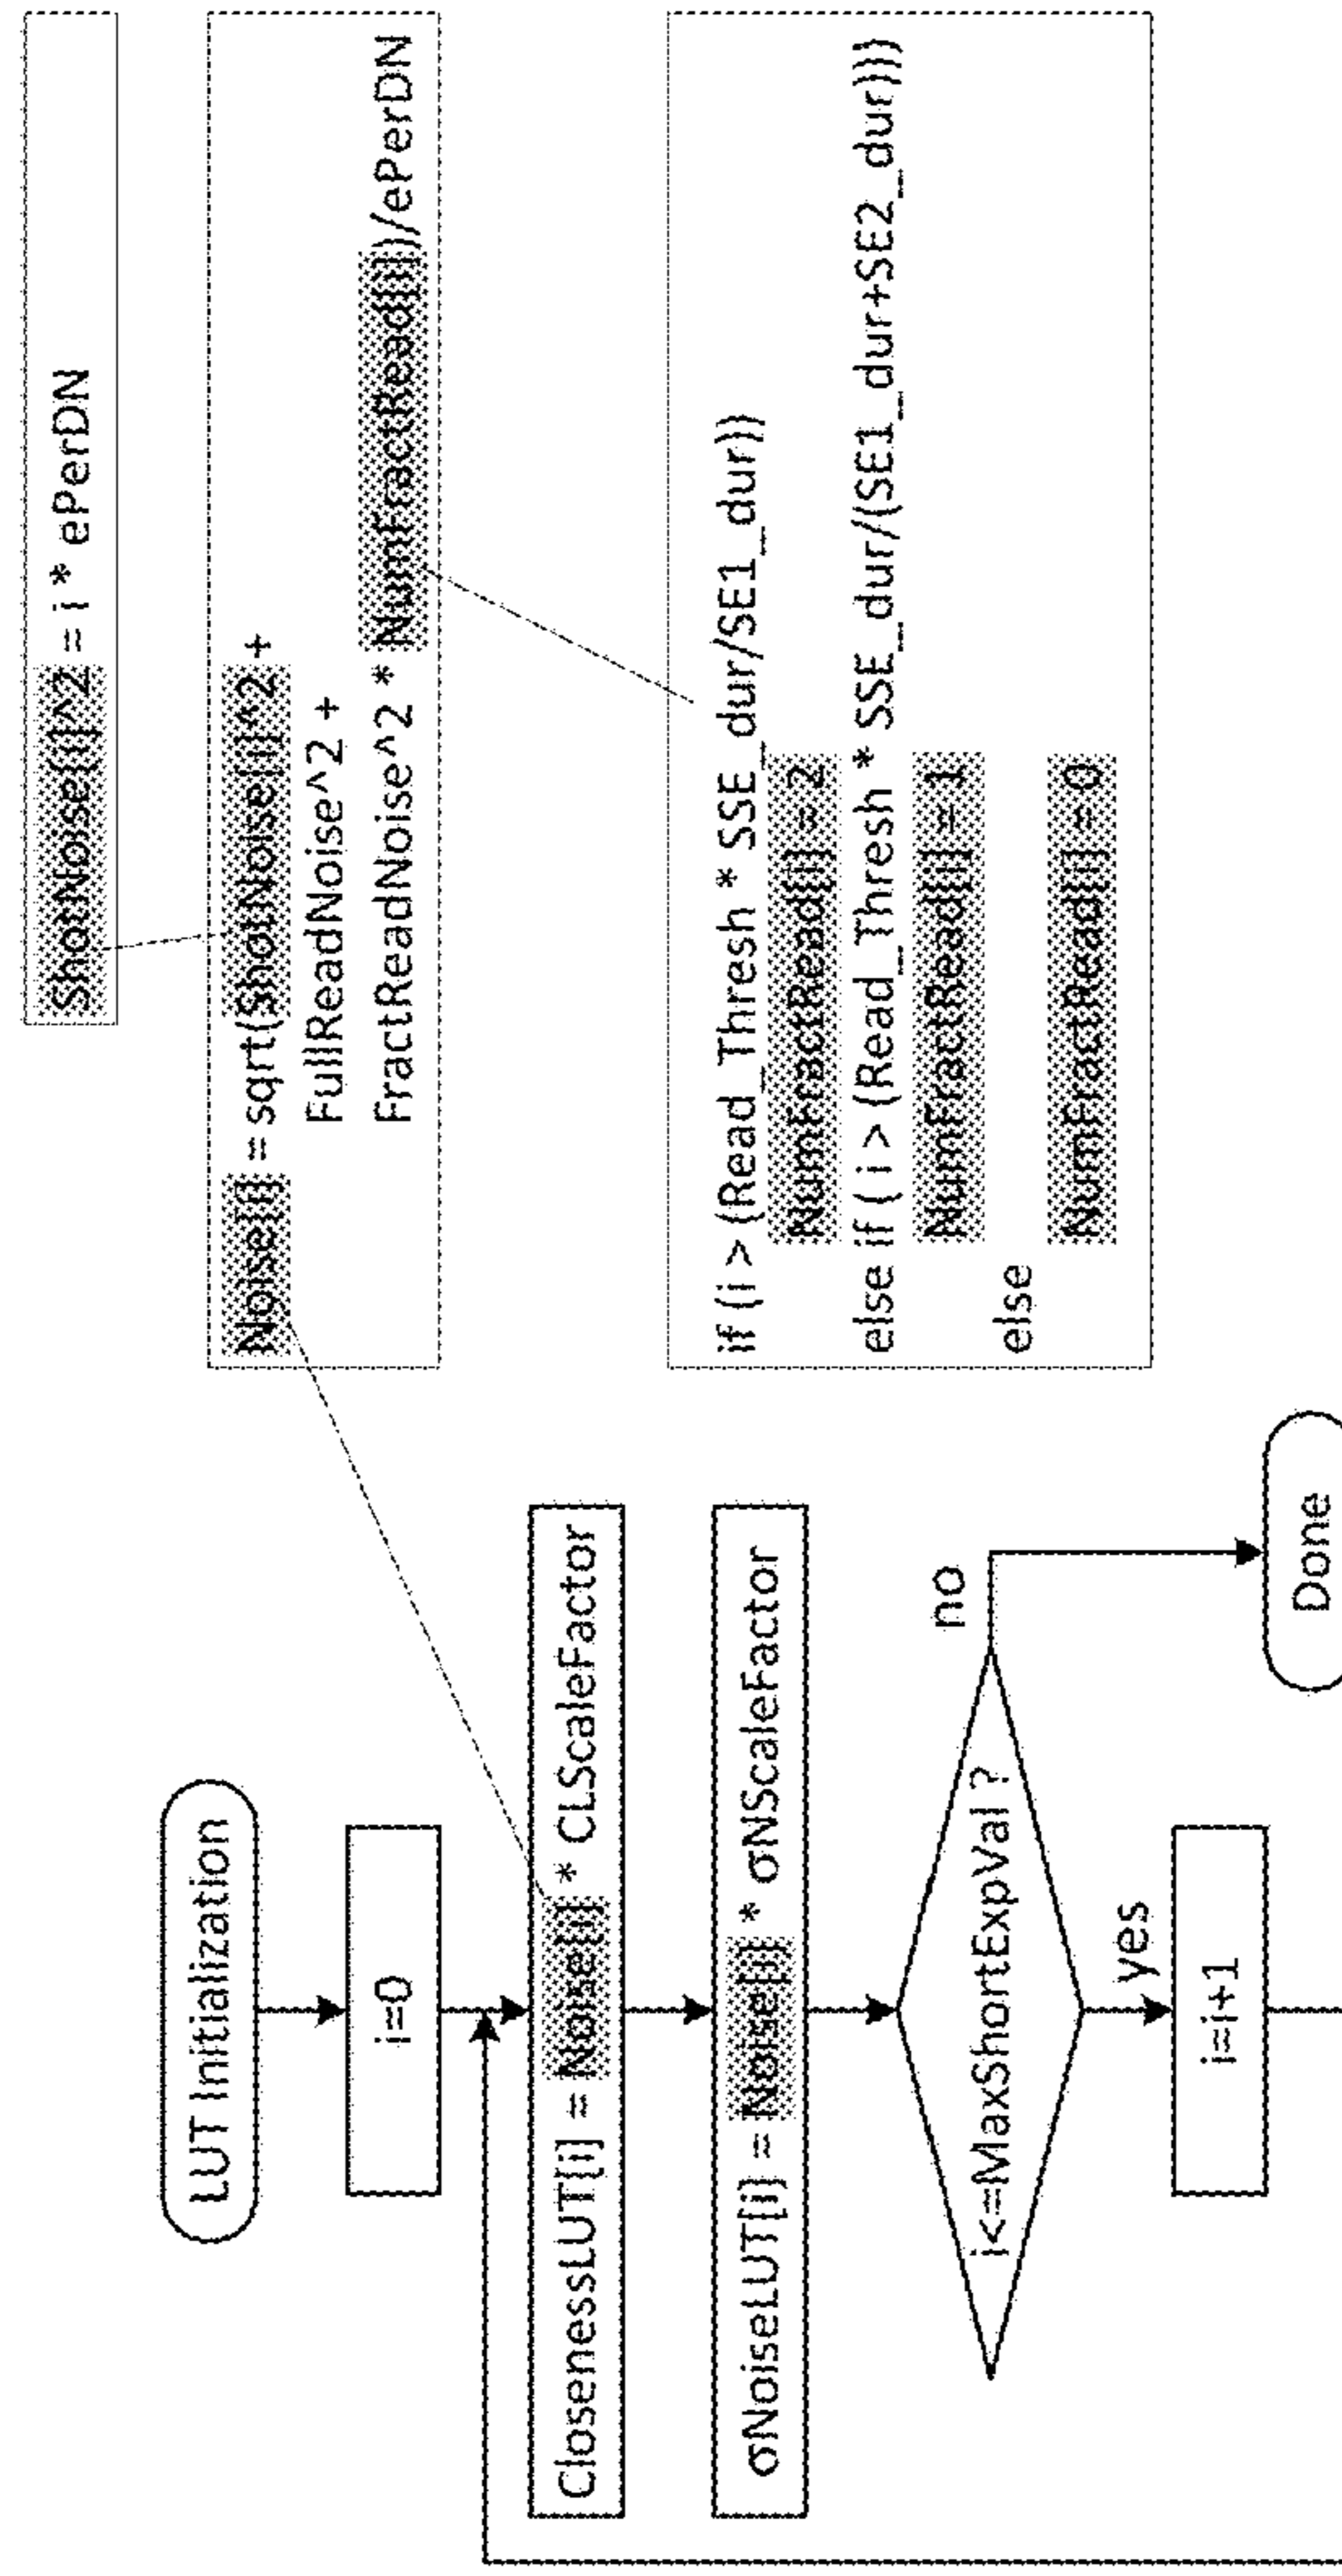 LUT Initialization
i=0
ClosenessLUT[i] = Noise[i] * CLScaleFactor
σNoiseLUT[i] = Noise[i] * σNScaleFactor
i<=MaxShortExpVal ?
no
yes
i=i+1
Done
ShotNoise[i]^2 = i * ePerDN
Noise[i] = sqrt(ShotNoise[i]^2 +
FullReadNoise^2 +
FractReadNoise^2 * NumFractRead[i])/ePerDN
if (i > (Read_Thresh * SSE_dur/SE1_dur))
NumFractRead[i] = 2
else if ( i > (Read_Thresh * SSE_dur/(SE1_dur+SE2_dur)))
NumFractRead[i] = 1
else
NumFractRead[i] = 0